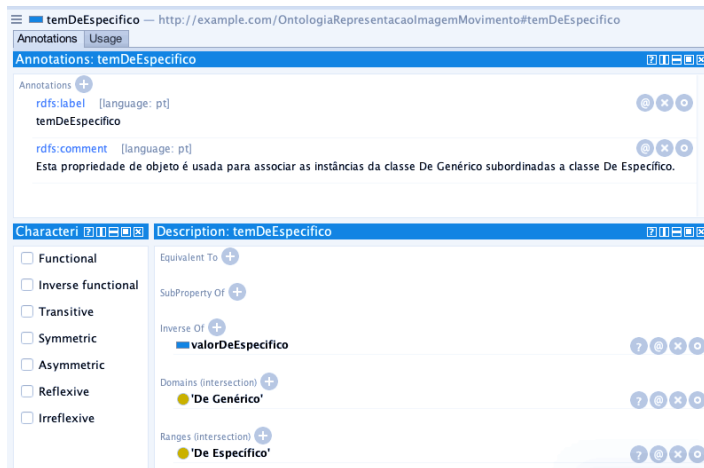 temDeEspecifico — http://example.com/OntologiaRepresentacaoImagemMovimento#temDeEspecifico
Annotations Usage
Annotations: temDeEspecifico
Annotations
rdfs:label [language: pt]
temDeEspecifico
rdfs:comment [language: pt]
Esta propriedade de objeto é usada para associar as instâncias da classe De Genérico subordinadas a classe De Específico.
Characteri
Functional
Inverse functional
Transitive
Symmetric
Asymmetric
Reflexive
Irreflexive
Description: temDeEspecifico
Equivalent To
SubProperty Of
Inverse Of
valorDeEspecifico
Domains (intersection)
'De Genérico'
Ranges (intersection)
'De Específico'